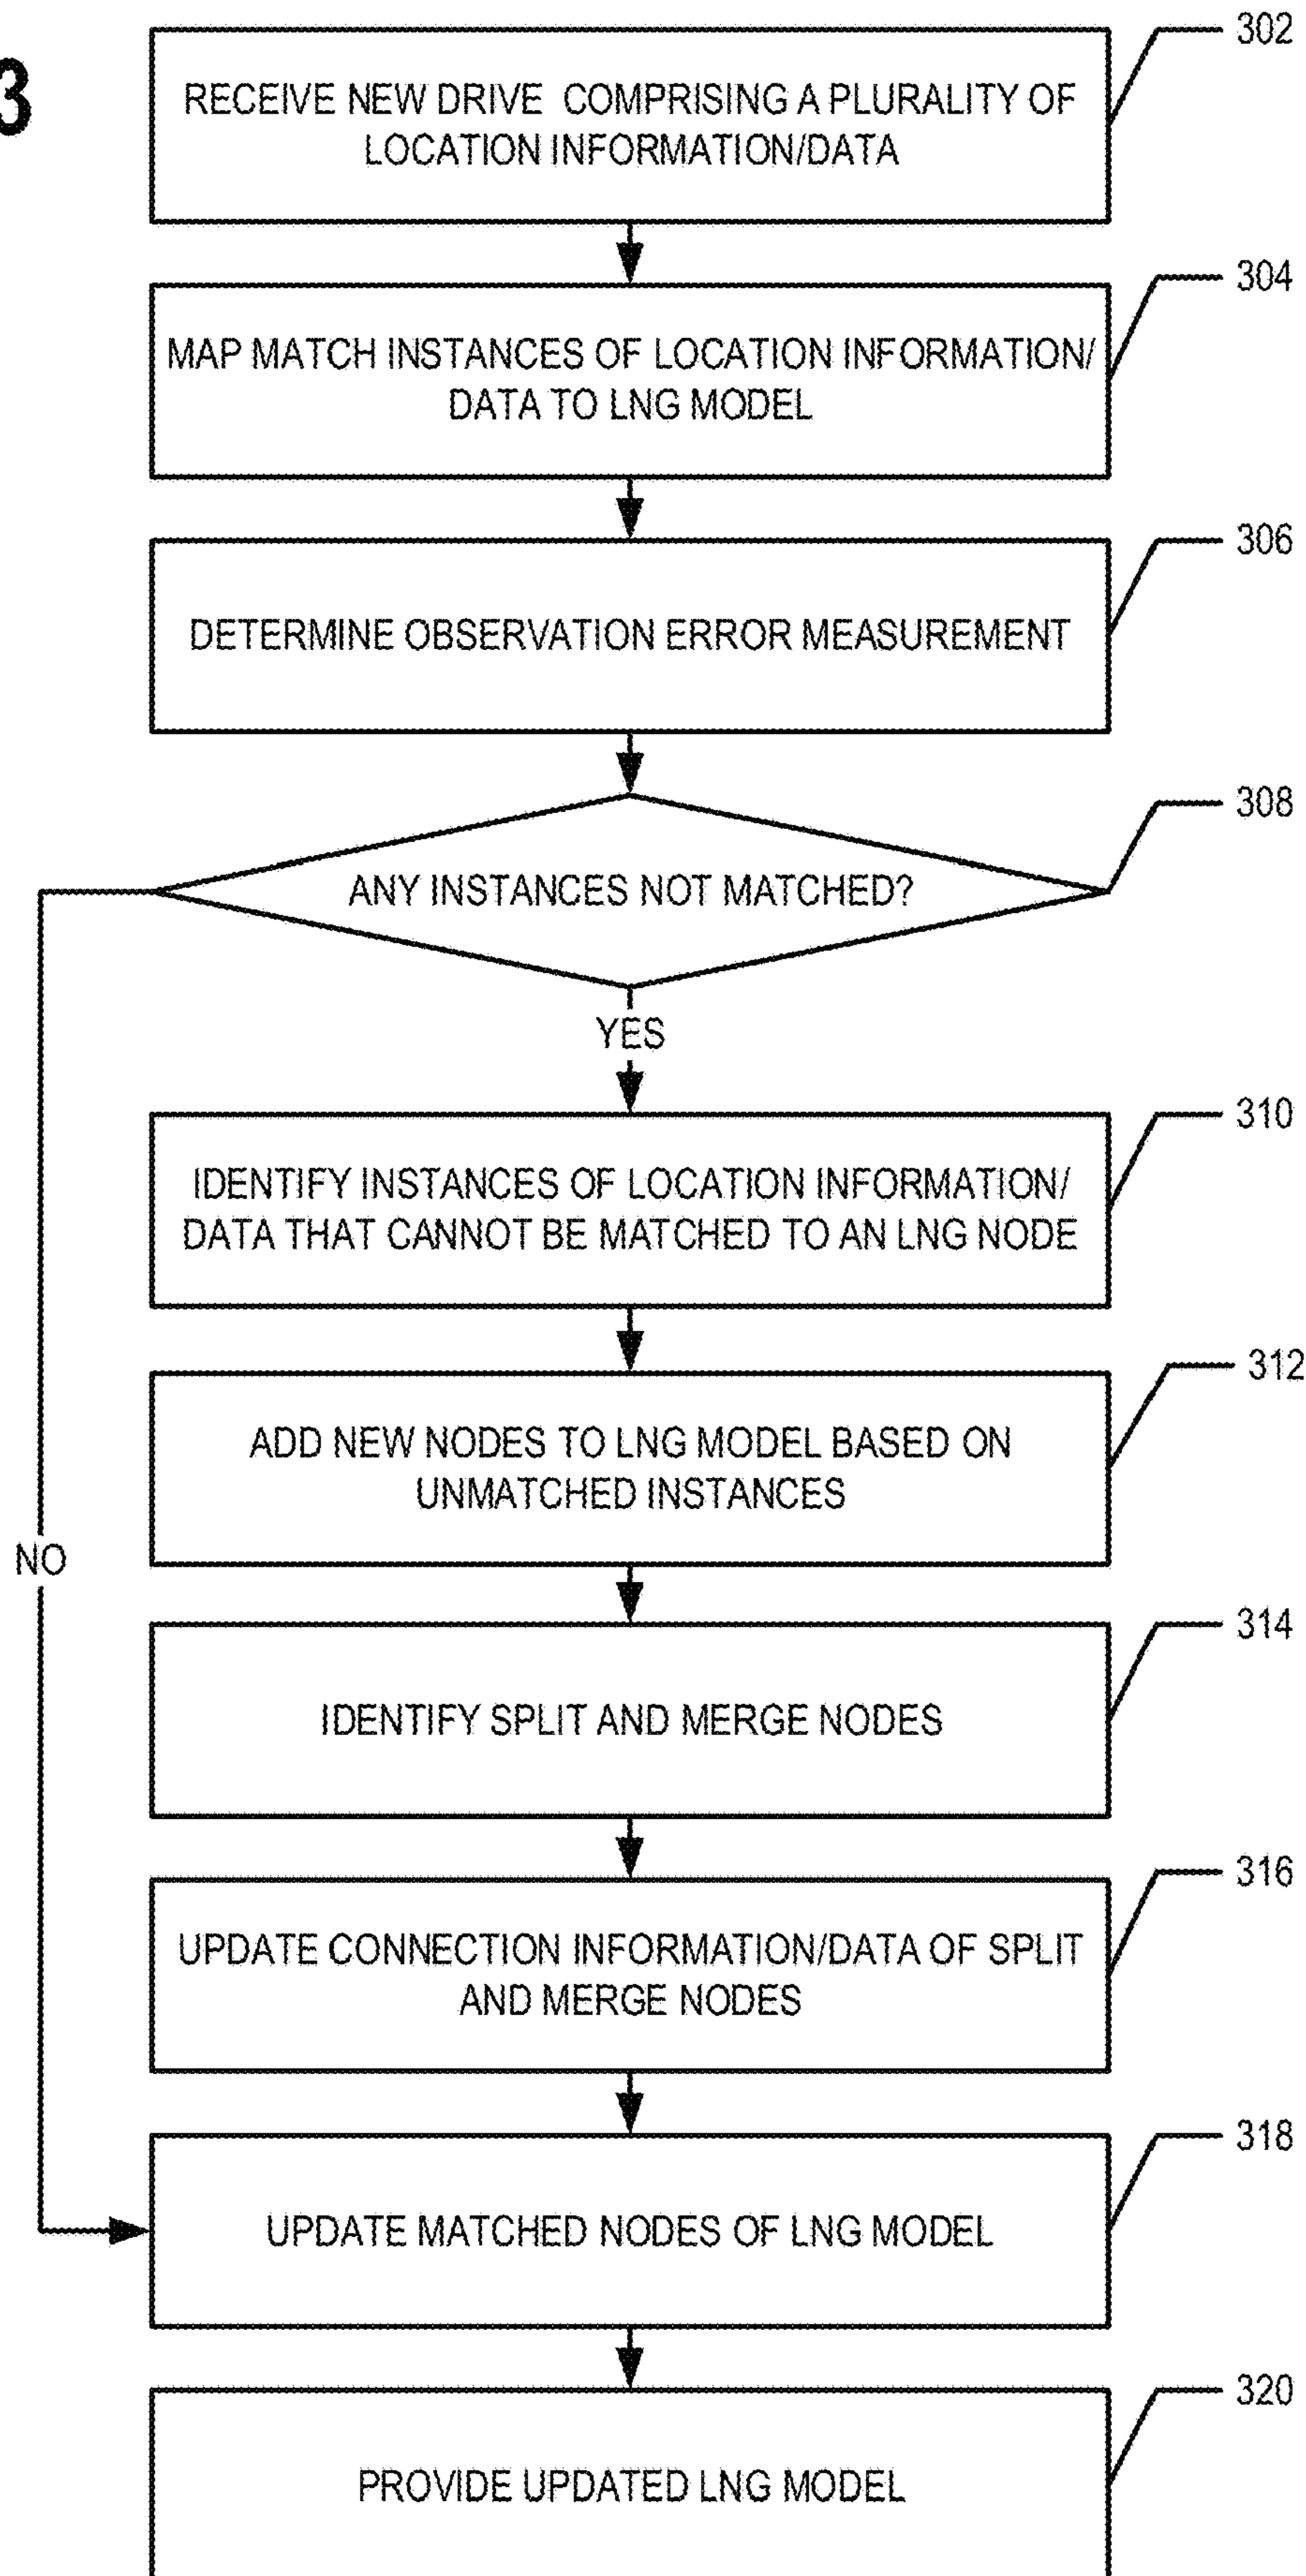 3
302
RECEIVE NEW DRIVE COMPRISING A PLURALITY OF
LOCATION INFORMATION/DATA
304
MAP MATCH INSTANCES OF LOCATION INFORMATION/
DATA TO LNG MODEL
306
DETERMINE OBSERVATION ERROR MEASUREMENT
308
ANY INSTANCES NOT MATCHED?
YES
310
IDENTIFY INSTANCES OF LOCATION INFORMATION/
DATA THAT CANNOT BE MATCHED TO AN LNG NODE
312
ADD NEW NODES TO LNG MODEL BASED ON
UNMATCHED INSTANCES
NO
314
IDENTIFY SPLIT AND MERGE NODES
316
UPDATE CONNECTION INFORMATION/DATA OF SPLIT
AND MERGE NODES
318
UPDATE MATCHED NODES OF LNG MODEL
320
PROVIDE UPDATED LNG MODEL